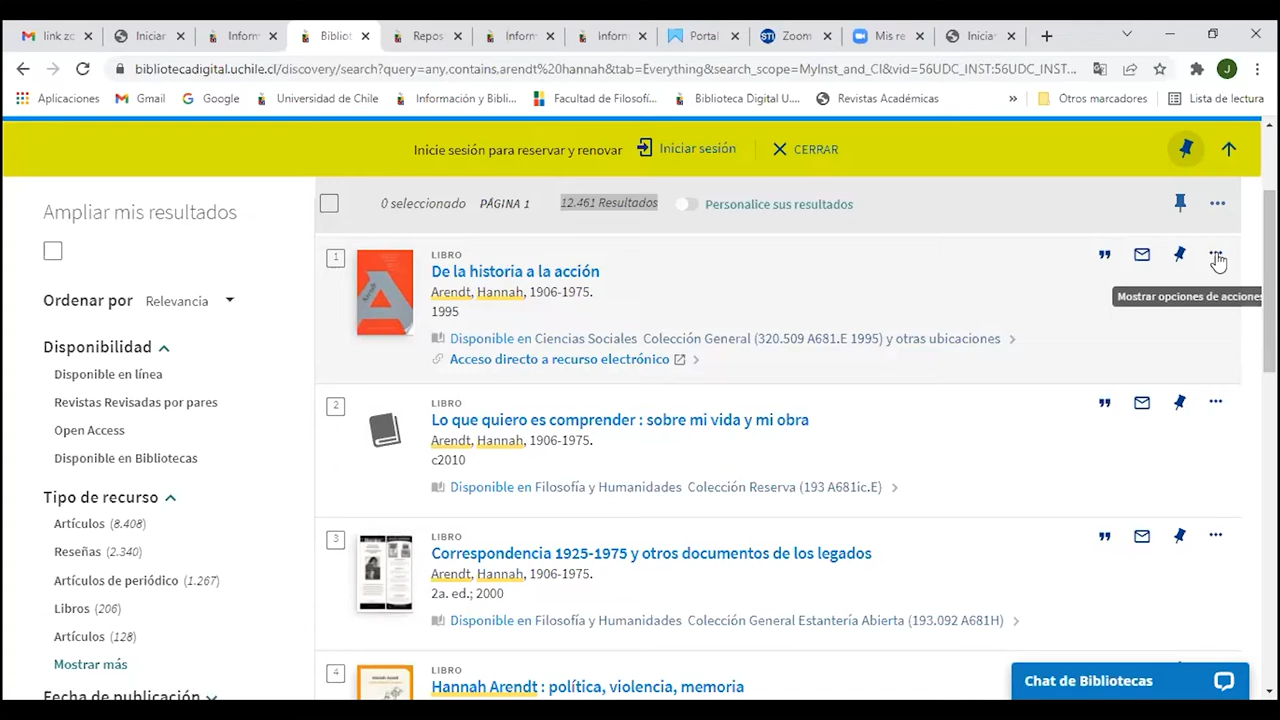 link zc
Iniciar
Inform
Bibliot
Repos
Inform
inform
Portal
STI
Zoom
Mis re
Inicia
bibliotecadigital.uchile.cl/discovery/search?query=any.contains,arendt%20hannah&tab=Everything&search_scope=MyInst_and_CI&vid=56UDC_INST:56UDC_INST...
J
Aplicaciones
Gmail
Google
Universidad de Chile
Información y Bibli...
Facultad de Filosofí...
Biblioteca Digital U....
Revistas Académicas
»
Otros marcadores
Lista de lectura
Inicie sesión para reservar y renovar
Iniciar sesión
CERRAR
Ampliar mis resultados
Ordenar por Relevancia
Disponibilidad
Disponible en línea
Revistas Revisadas por pares
Open Access
Disponible en Bibliotecas
Tipo de recurso
Artículos (8.408)
Reseñas (2.340)
Artículos de periódico (1.267)
Libros (206)
Artículos (128)
Mostrar más
Fecha de publicación
0 seleccionado PÁGINA 1 12.461 Resultados Personalice sus resultados
1
LIBRO
De la historia a la acción
Arendt, Hannah, 1906-1975.
1995
Disponible en Ciencias Sociales Colección General (320.509 A681.E 1995) y otras ubicaciones
Acceso directo a recurso electrónico
Mostrar opciones de acciones
2
LIBRO
Lo que quiero es comprender : sobre mi vida y mi obra
Arendt, Hannah, 1906-1975.
c2010
Disponible en Filosofía y Humanidades Colección Reserva (193 A681ic.E)
3
LIBRO
Correspondencia 1925-1975 y otros documentos de los legados
Arendt, Hannah, 1906-1975.
2a. ed.; 2000
Disponible en Filosofía y Humanidades Colección General Estantería Abierta (193.092 A681H)
4
LIBRO
Hannah Arendt : política, violencia, memoria
Chat de Bibliotecas